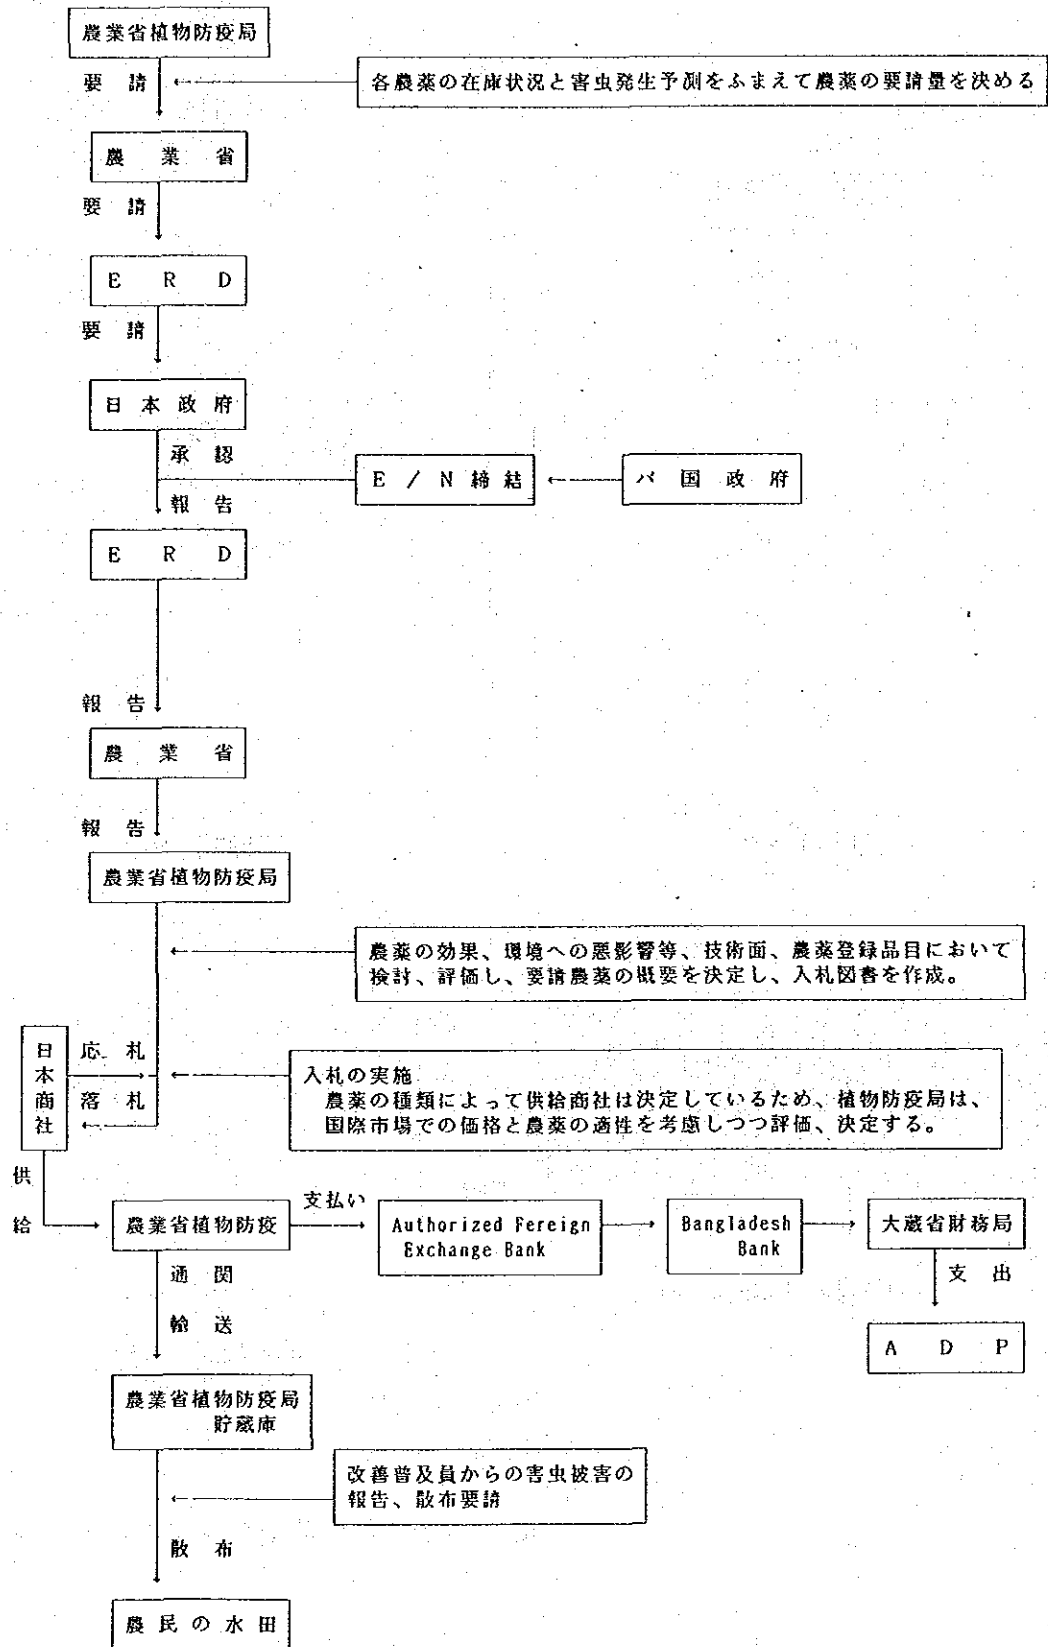 農業省植物防疫局
要 請
各農薬の在庫状況と害虫発生予測をふまえて農薬の要請量を決める
農 業 省
要 請
E R D
要 請
日 本 政 府
承 認
E / N 締 結
バ 国 政 府
報 告
E R D
報 告
農 業 省
報 告
農業省植物防疫局
農薬の効果、環境への悪影響等、技術面、農薬登録品目において
検討、評価し、要請農薬の概要を決定し、入札図書を作成。
日本商社
応 札
落 札
入札の実施
農薬の種類によって供給商社は決定しているため、植物防疫局は、
国際市場での価格と農薬の適性を考慮しつつ評価、決定する。
供 給
農業省植物防疫
支払い
Authorized Fereign
Exchange Bank
Bangladesh
Bank
大蔵省財務局
通 関
支 出
輸 送
A D P
農業省植物防疫局
貯蔵庫
改善普及員からの害虫被害の
報告、散布要請
散 布
農 民 の 水 田